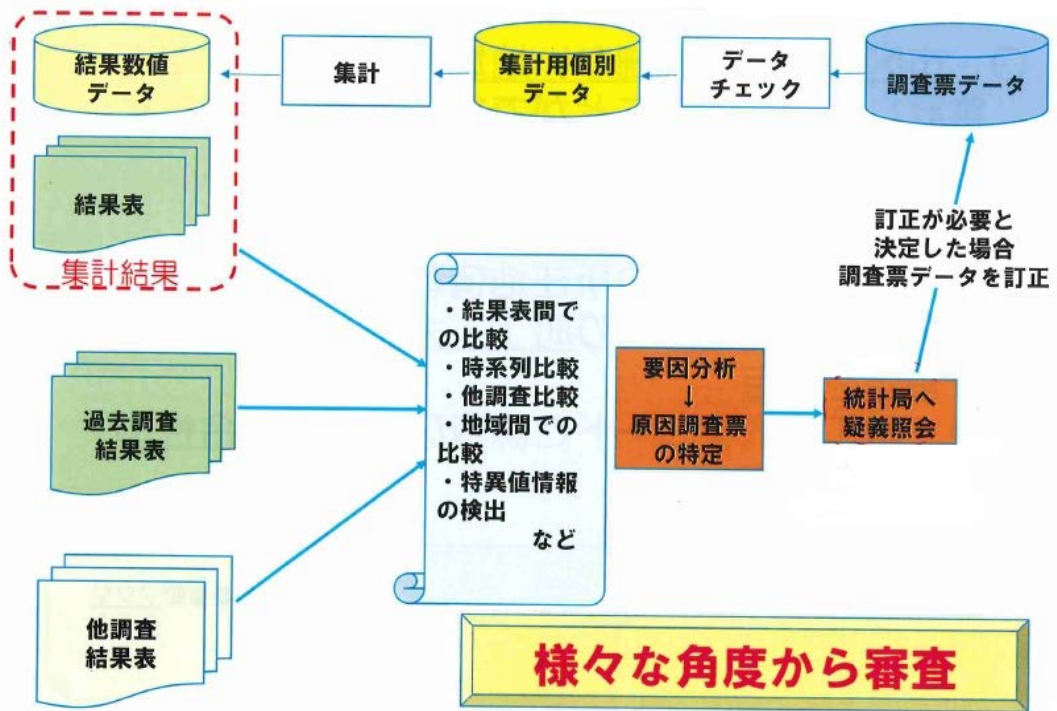 結果数値
データ
集計
集計用個別
データ
データ
チェック
調査票データ
結果表
集計結果
訂正が必要と
決定した場合
調査票データを訂正
・結果表間で
の比較
・時系列比較
・他調査比較
・地域間での
比較
・特異値情報
の検出
など
過去調査
結果表
要因分析
↓
原因調査票
の特定
統計局へ
疑義照会
他調査
結果表
様々な角度から審査